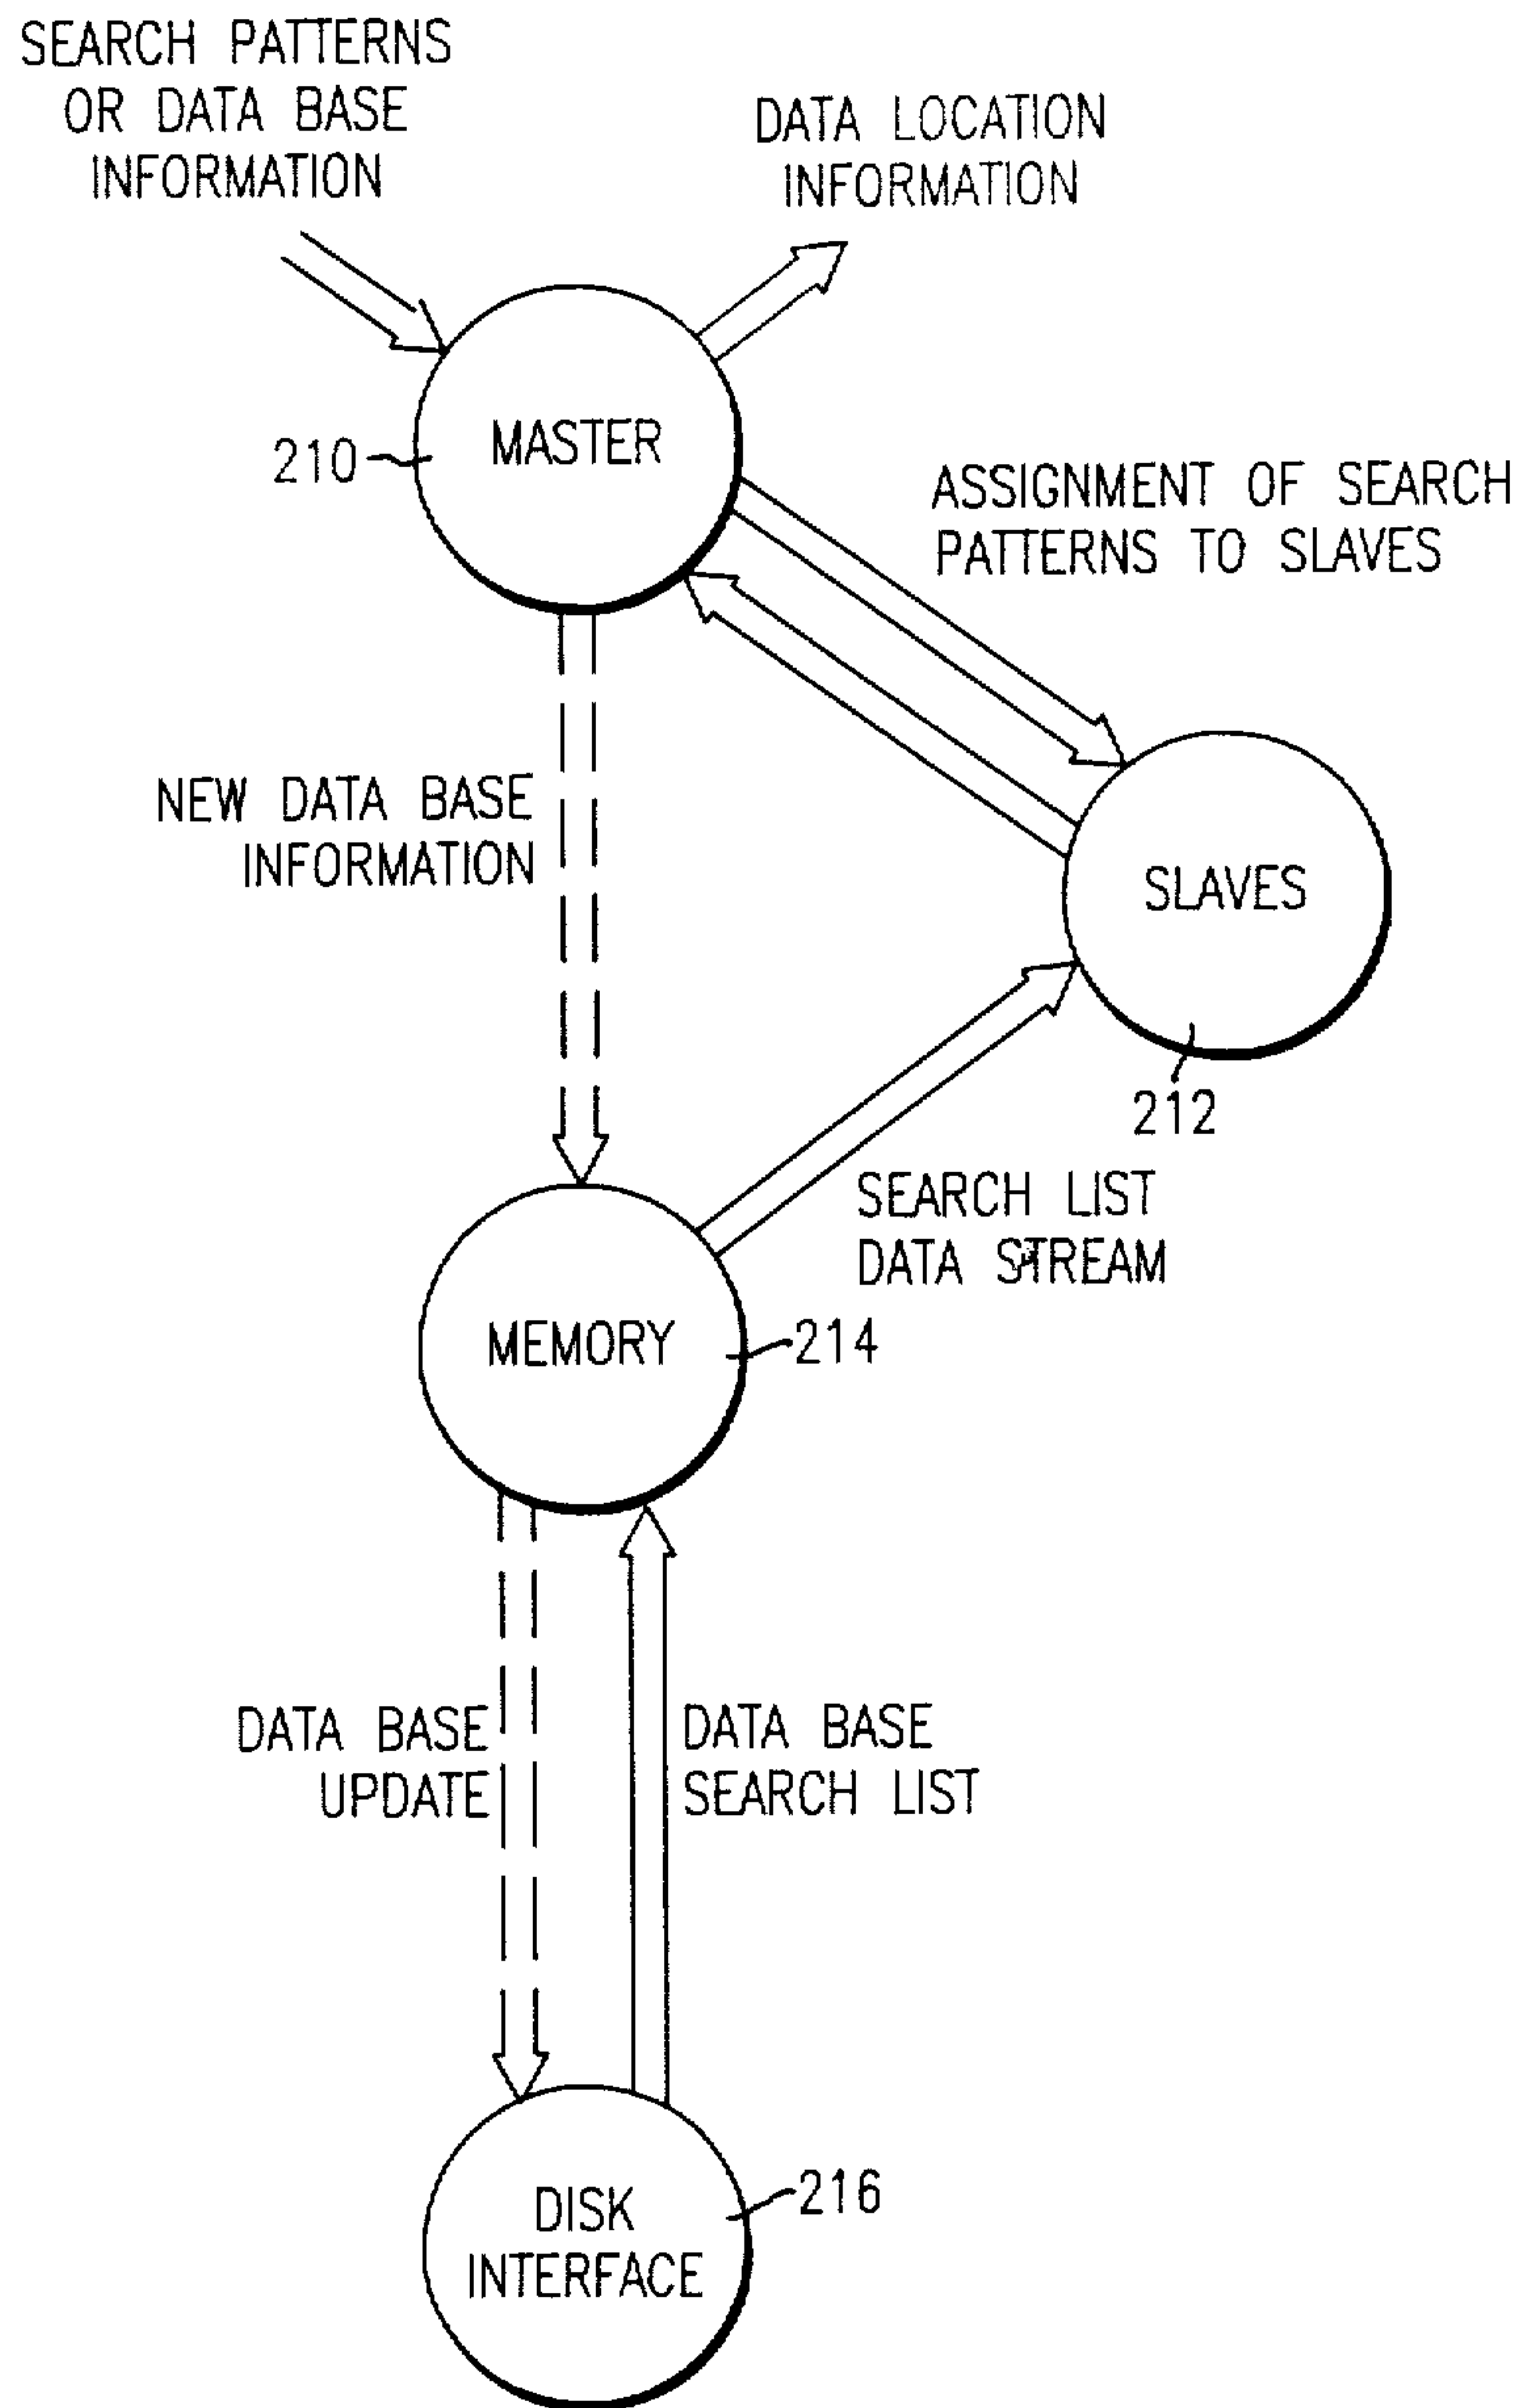 SEARCH PATTERNS
OR DATA BASE
INFORMATION
DATA LOCATION
INFORMATION
MASTER
210
ASSIGNMENT OF SEARCH
PATTERNS TO SLAVES
NEW DATA BASE
INFORMATION
SLAVES
212
SEARCH LIST
DATA STREAM
MEMORY
214
DATA BASE
UPDATE
DATA BASE
SEARCH LIST
DISK
INTERFACE
216